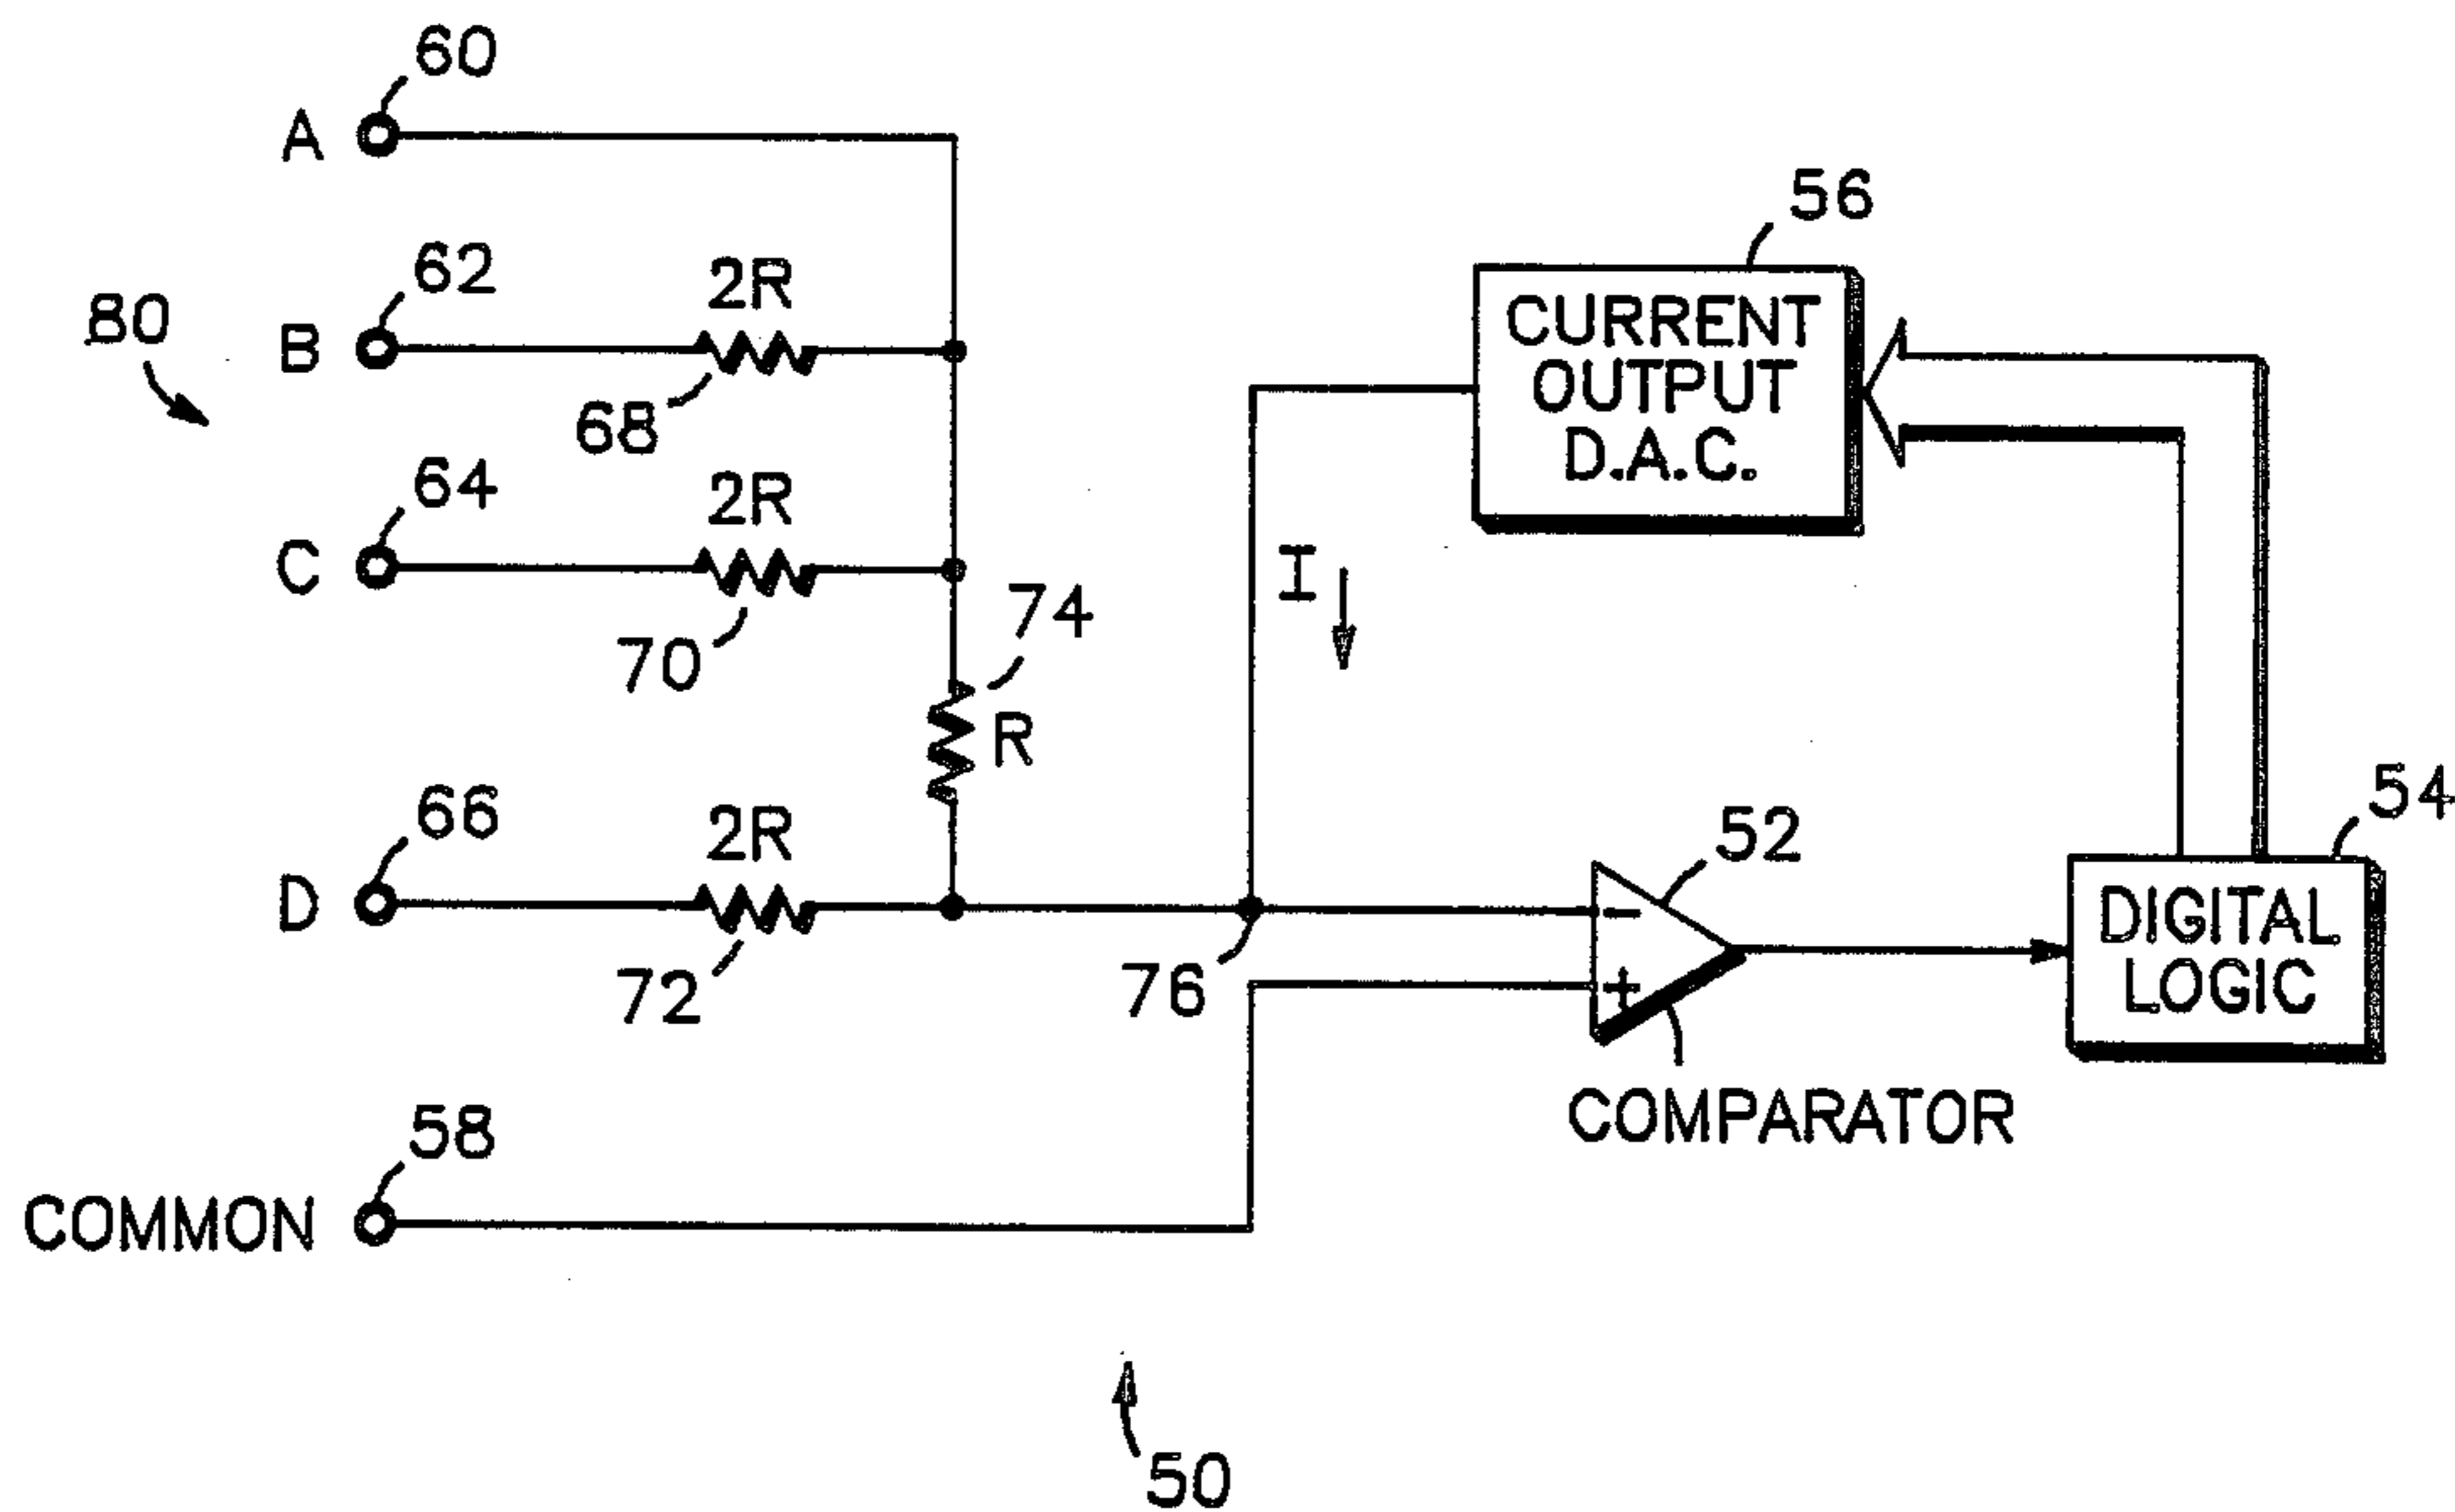 60
A
56
62
2R
80
B
CURRENT
OUTPUT
D.A.C.
68
64
2R
C
I
74
70
R
54
66
2R
52
D
DIGITAL
LOGIC
-
72
76
+
58
COMPARATOR
COMMON
50